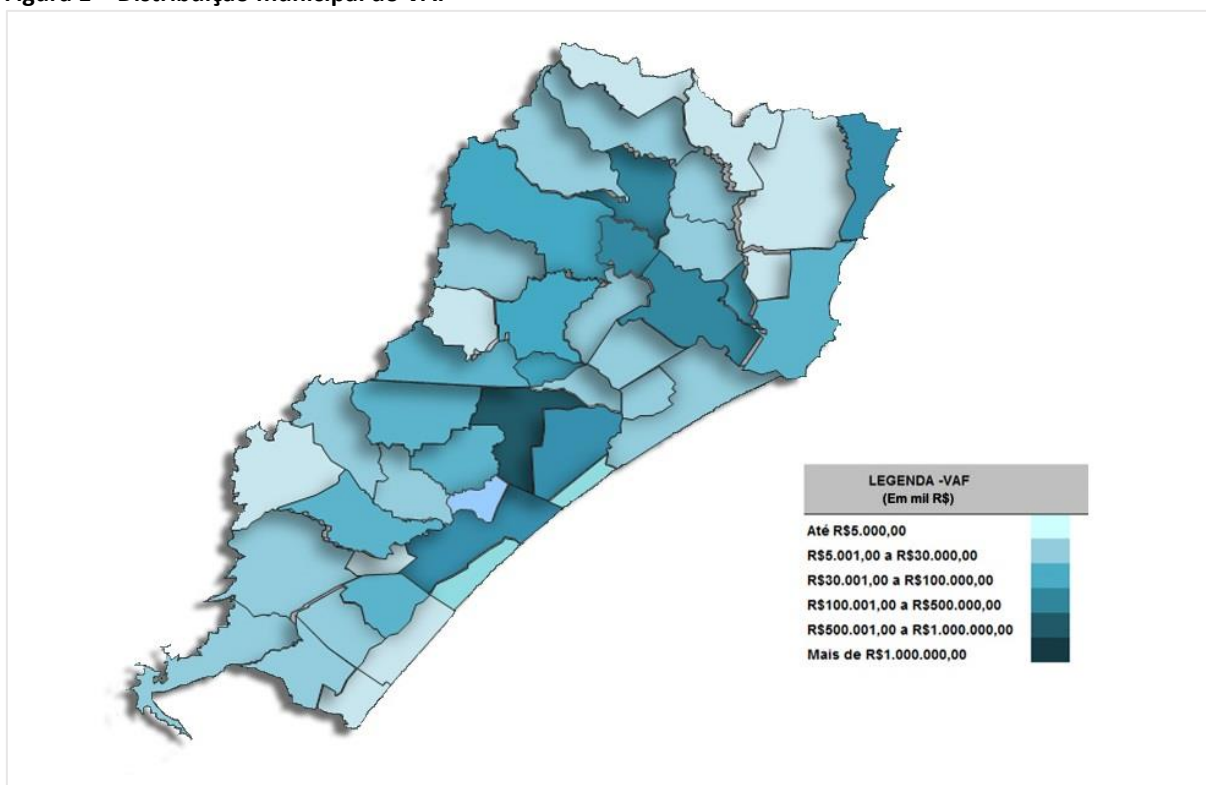 LEGENDA -VAF
(Em mil R$)
Até R$5.000,00
R$5.001,00 a R$30.000,00
R$30.001,00 a R$100.000,00
R$100.001,00 a R$500.000,00
R$500.001,00 a R$1.000.000,00
Mais de R$1.000.000,00